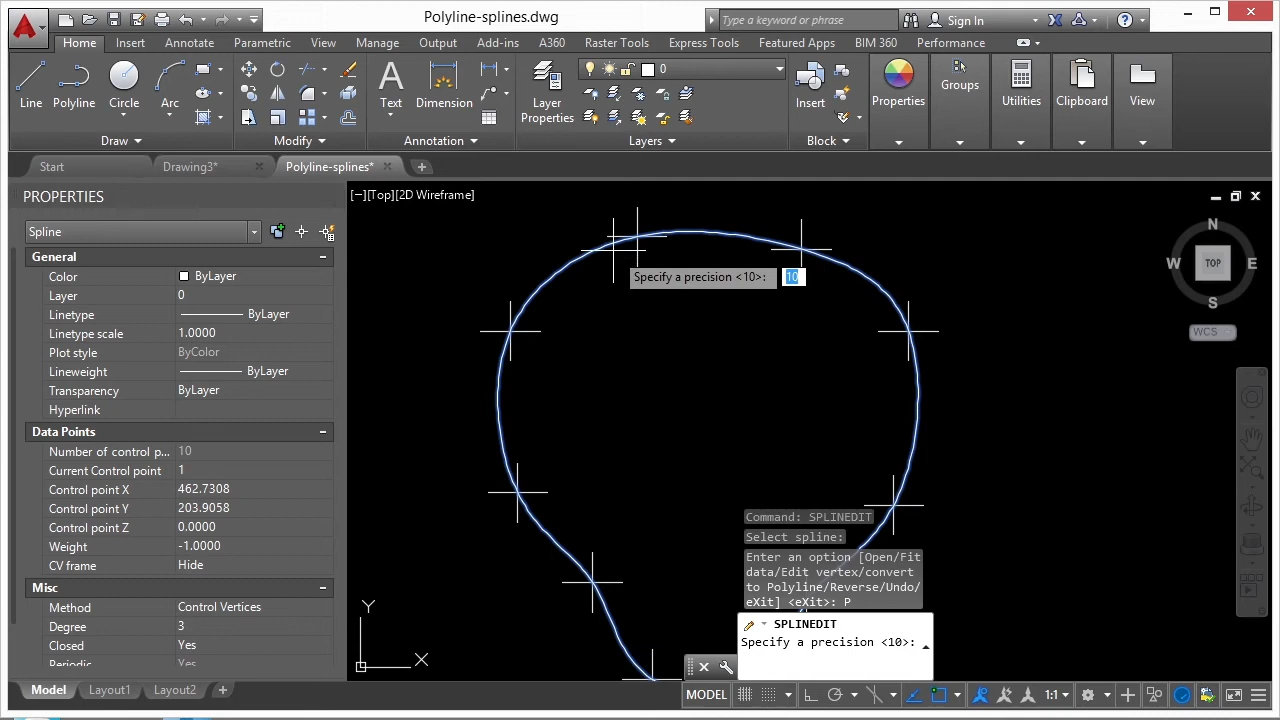 Polyline-splines.dwg
Type a keyword or phrase
Sign In
Home Insert Annotate Parametric View Manage Output Add-ins A360 Raster Tools Express Tools Featured Apps BIM 360 Performance
Line Polyline Circle Arc Text Dimension Layer Properties 0 Insert Properties Groups Utilities Clipboard View
Draw Modify Annotation Layers Block
Start Drawing3* Polyline-splines*
PROPERTIES
[−][Top][2D Wireframe]
Spline
General
Color ByLayer
Layer 0
Linetype ByLayer
Linetype scale 1.0000
Plot style ByColor
Lineweight ByLayer
Transparency ByLayer
Hyperlink
Data Points
Number of control p... 10
Current Control point 1
Control point X 462.7308
Control point Y 203.9058
Control point Z 0.0000
Weight -1.0000
CV frame Hide
Misc
Method Control Vertices
Degree 3
Closed Yes
Periodic Yes
Specify a precision <10>: 10
N
W TOP E
S
WCS
Command: SPLINEDIT
Select spline:
Enter an option [Open/Fit
data/Edit vertex/convert
to Polyline/Reverse/Undo/
eXit] <eXit>: P
SPLINEDIT
Specify a precision <10>:
Y
X
Model Layout1 Layout2
MODEL 1:1